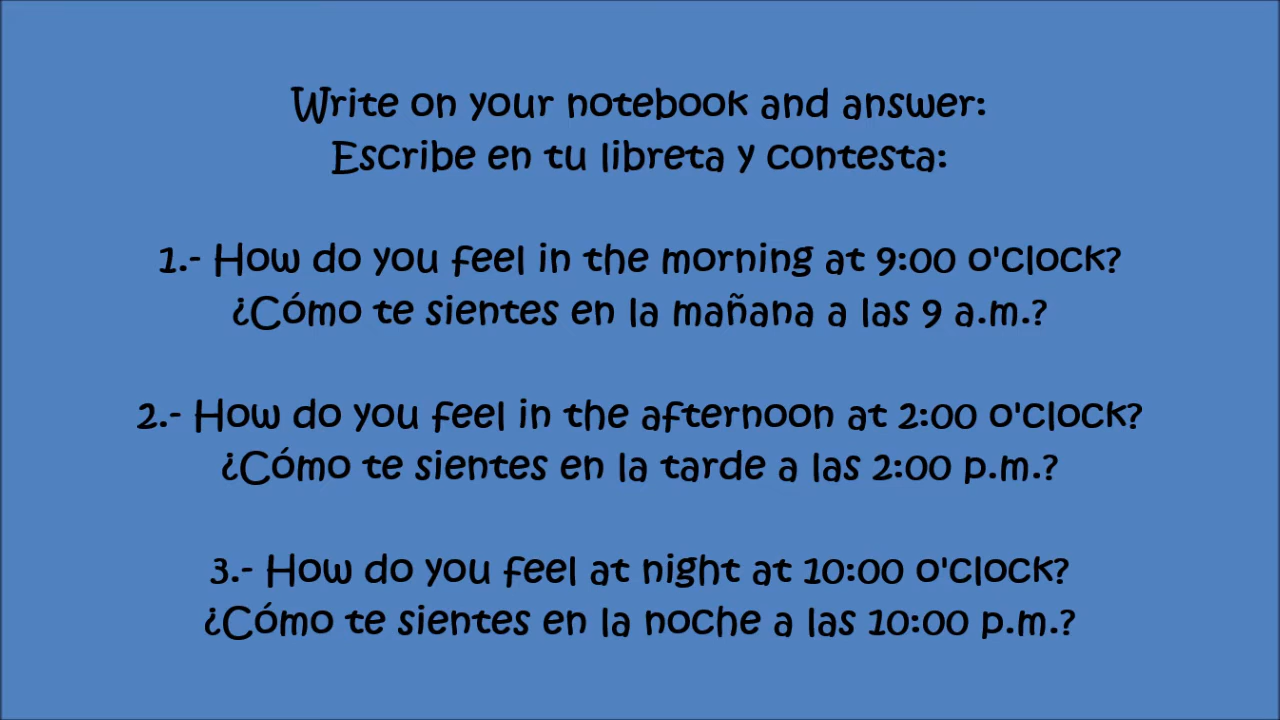 Write on your notebook and answer:
Escribe en tu libreta y contesta:
1.- How do you feel in the morning at 9:00 o'clock?
¿Cómo te sientes en la mañana a las 9 a.m.?
2.- How do you feel in the afternoon at 2:00 o'clock?
¿Cómo te sientes en la tarde a las 2:00 p.m.?
3.- How do you feel at night at 10:00 o'clock?
¿Cómo te sientes en la noche a las 10:00 p.m.?